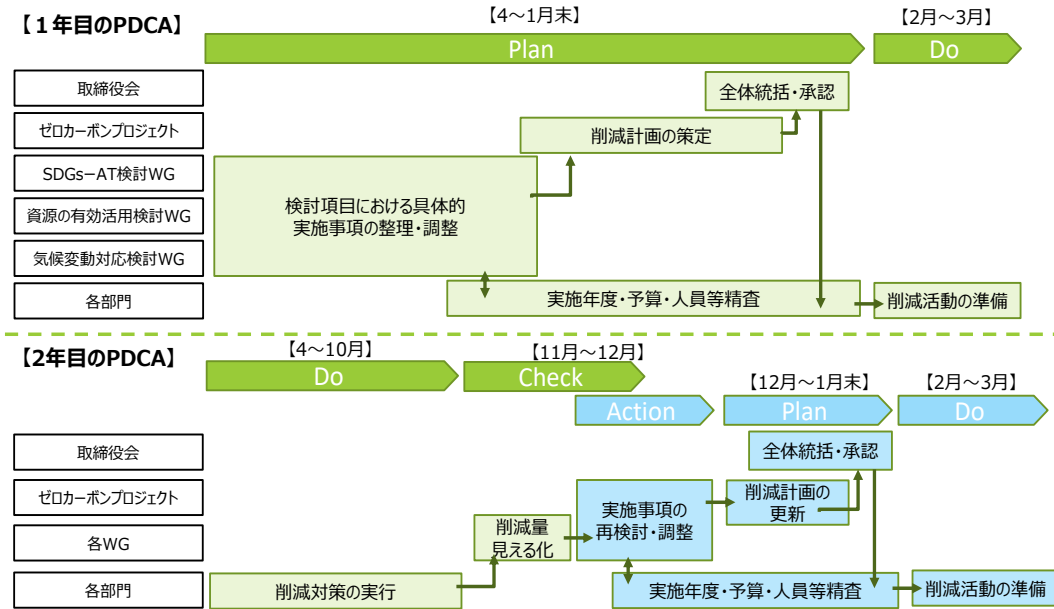 【１年目のPDCA】
【4～1月末】
【2月～3月】
Plan
Do
取締役会
全体統括・承認
ゼロカーボンプロジェクト
削減計画の策定
SDGs－AT検討WG
資源の有効活用検討WG
気候変動対応検討WG
検討項目における具体的
実施事項の整理・調整
各部門
実施年度・予算・人員等精査
削減活動の準備
【2年目のPDCA】
【4～10月】
【11月～12月】
Do
Check
【12月～1月末】
【2月～3月】
Action
Plan
Do
取締役会
全体統括・承認
ゼロカーボンプロジェクト
削減計画の
更新
各WG
削減量
見える化
実施事項の
再検討・調整
各部門
削減対策の実行
実施年度・予算・人員等精査
削減活動の準備